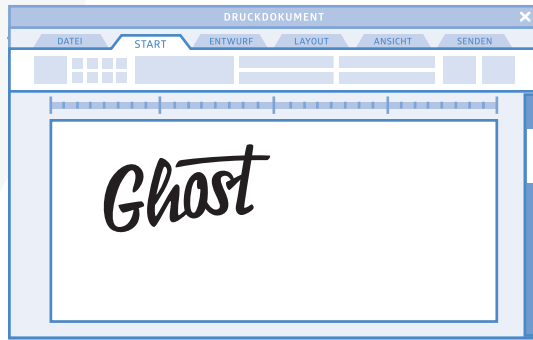 DRUCKDOKUMENT
DATEI START ENTWURF LAYOUT ANSICHT SENDEN
Ghost